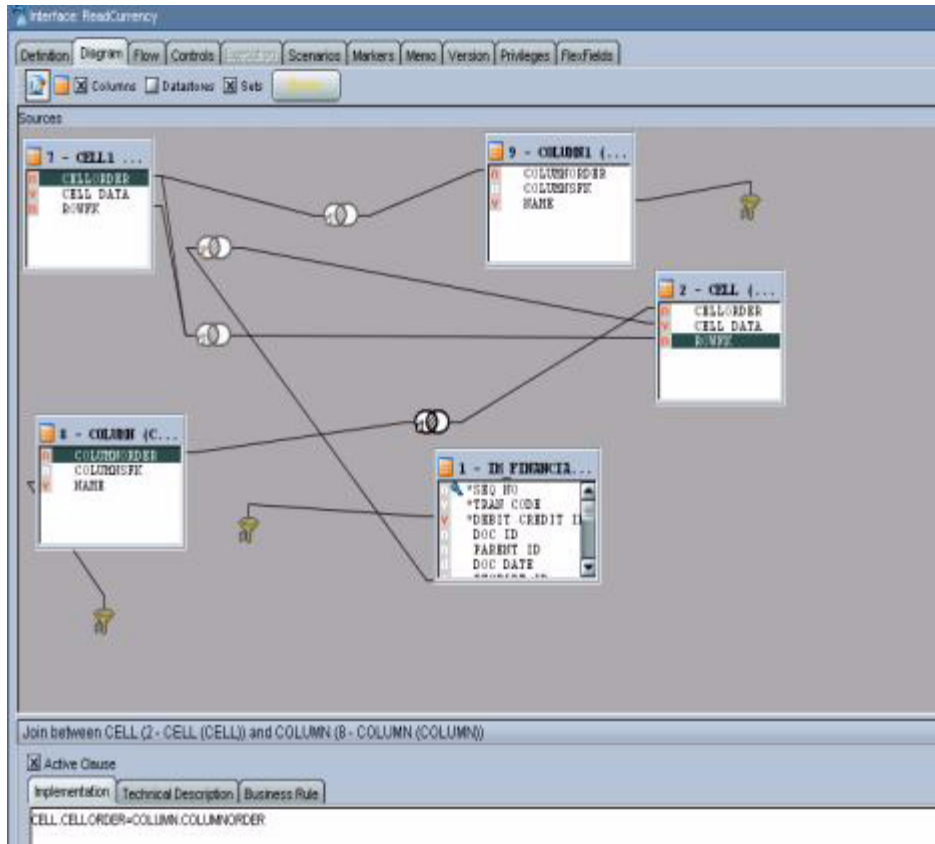 Interface: ReadCurrency
Definition Diagram Flow Controls Scenarios Markers Memo Version Privileges FlexFields
Columns Datastores Sets
Sources
7 - CELL1 ...
CELLORDER
CELL DATA
ROWFK
9 - COLUMN1 (...
COLUMNORDER
COLUMNSFK
NAME
2 - CELL (...
CELLORDER
CELL DATA
ROWFK
8 - COLUMN (C...
COLUMNORDER
COLUMNSFK
NAME
1 - IM_FINANCIA...
*SEQ NO
*TRAN CODE
*DEBIT CREDIT I
DOC ID
PARENT ID
DOC DATE
Join between CELL (2 - CELL (CELL)) and COLUMN (8 - COLUMN (COLUMN))
Active Clause
Implementation Technical Description Business Rule
CELL.CELLORDER=COLUMN.COLUMNORDER